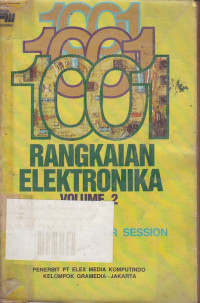 1001
1001
1001
RANGKAIAN
ELEKTRONIKA
VOLUME 2
SESSION
PENERBIT PT ELEX MEDIA KOMPUTINDO
KELOMPOK GRAMEDIA–JAKARTA